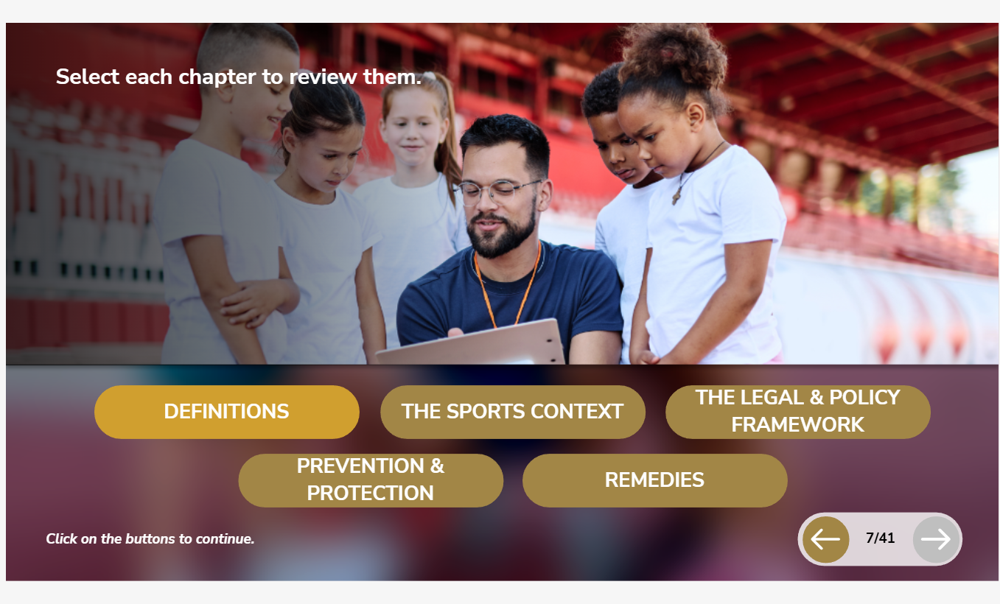 Select each chapter to review them.
DEFINITIONS
THE SPORTS CONTEXT
THE LEGAL & POLICY
FRAMEWORK
PREVENTION &
PROTECTION
REMEDIES
Click on the buttons to continue.
7/41